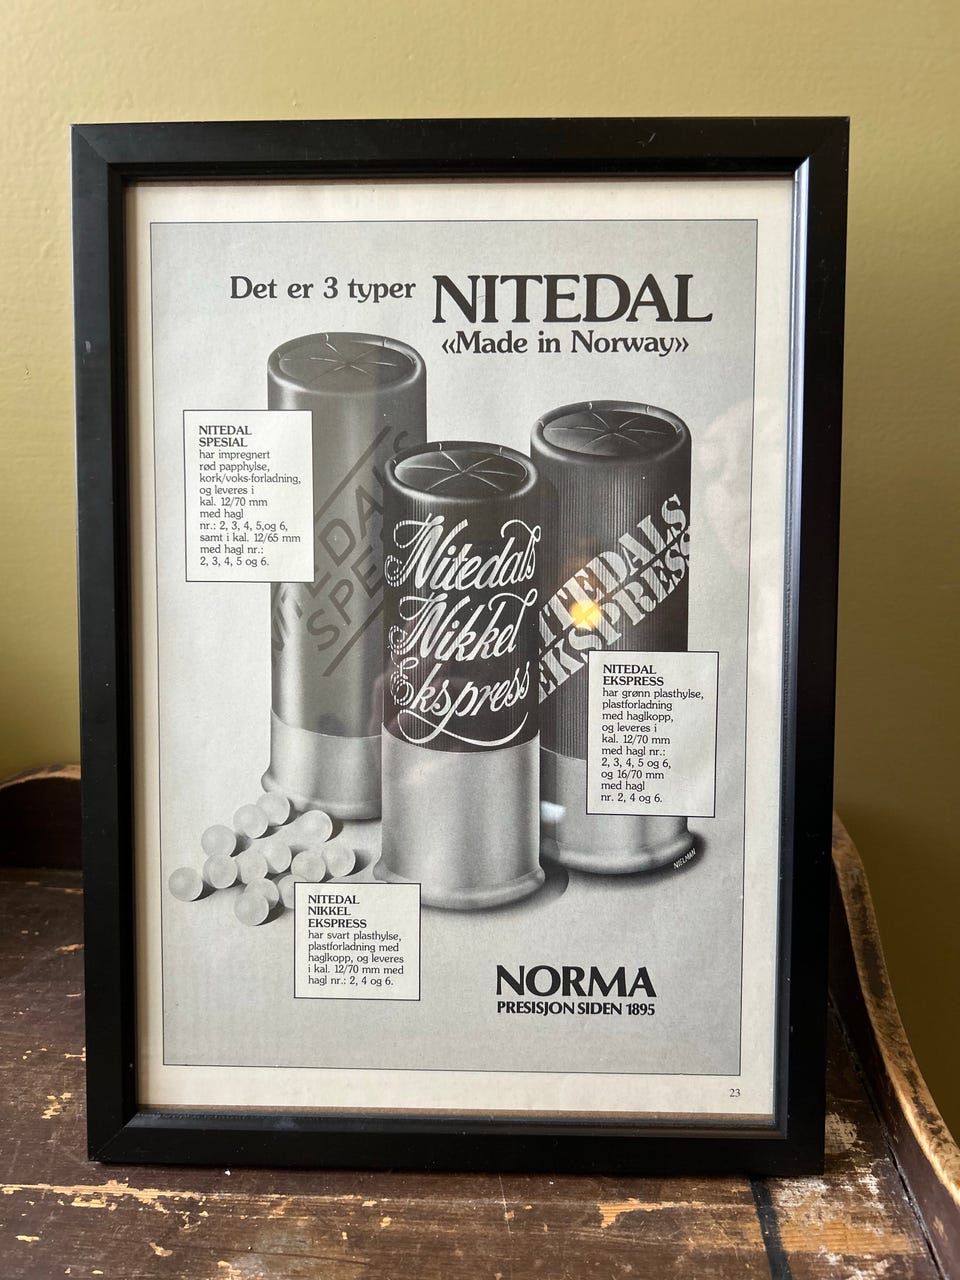 Det er 3 typer NITEDAL
«Made in Norway»
NITEDAL
SPESIAL
har impregnert
rød papphylse,
kork/voks-forladning,
og leveres i
kal. 12/70 mm
med hagl
nr.: 2, 3, 4, 5,og 6,
samt i kal. 12/65 mm
med hagl nr.:
2, 3, 4, 5 og 6.
Nitedals
Nikkel
Ekspress
NITEDALS
EKSPRESS
NITEDAL
EKSPRESS
har grønn plasthylse,
plastforladning
med haglkopp,
og leveres i
kal. 12/70 mm
med hagl nr.:
2, 3, 4, 5 og 6,
og 16/70 mm
med hagl
nr. 2, 4 og 6.
NIELMAN
NITEDAL
NIKKEL
EKSPRESS
har svart plasthylse,
plastforladning med
haglkopp, og leveres
i kal. 12/70 mm med
hagl nr.: 2, 4 og 6.
NORMA
PRESISJON SIDEN 1895
23